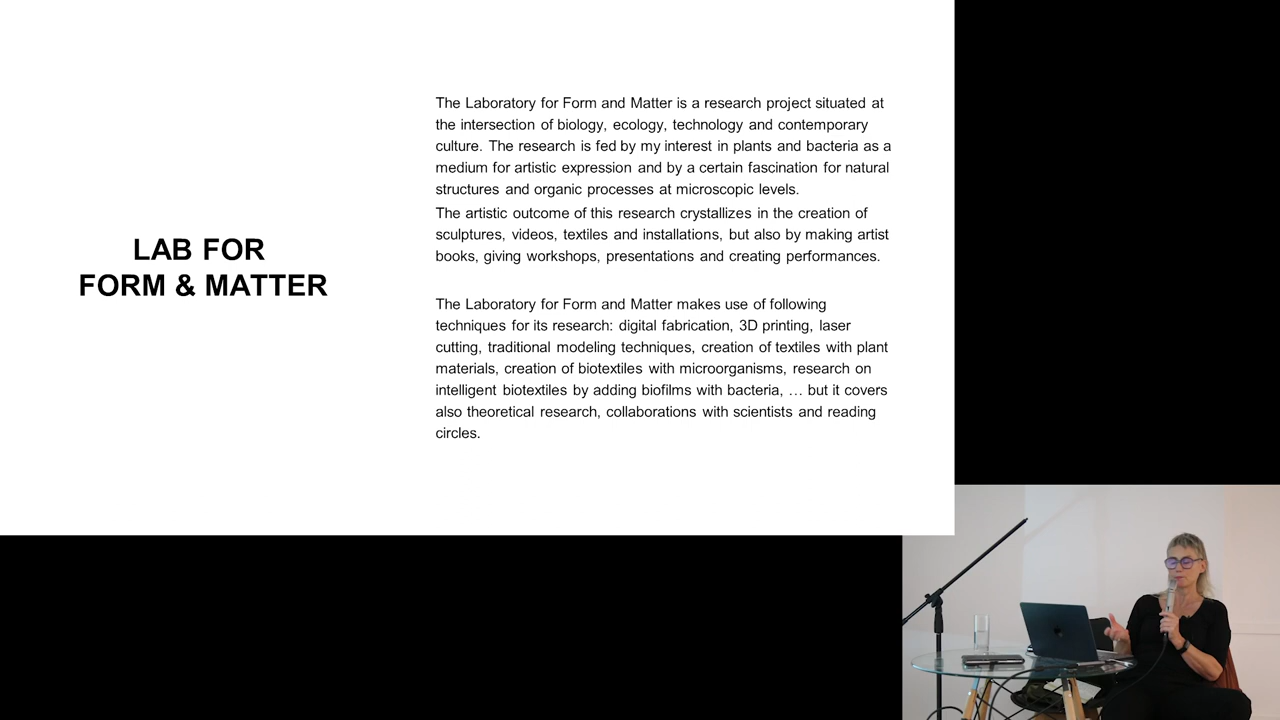 LAB FOR
FORM & MATTER
The Laboratory for Form and Matter is a research project situated at
the intersection of biology, ecology, technology and contemporary
culture. The research is fed by my interest in plants and bacteria as a
medium for artistic expression and by a certain fascination for natural
structures and organic processes at microscopic levels.
The artistic outcome of this research crystallizes in the creation of
sculptures, videos, textiles and installations, but also by making artist
books, giving workshops, presentations and creating performances.
The Laboratory for Form and Matter makes use of following
techniques for its research: digital fabrication, 3D printing, laser
cutting, traditional modeling techniques, creation of textiles with plant
materials, creation of biotextiles with microorganisms, research on
intelligent biotextiles by adding biofilms with bacteria, … but it covers
also theoretical research, collaborations with scientists and reading
circles.